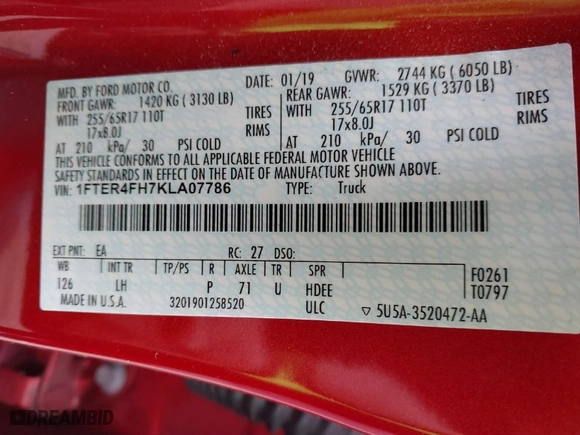 MFD. BY FORD MOTOR CO.
DATE: 01/19 GVWR: 2744 KG ( 6050 LB)
FRONT GAWR: 1420 KG ( 3130 LB) REAR GAWR: 1529 KG ( 3370 LB)
WITH 255/65R17 110T TIRES WITH 255/65R17 110T TIRES
17x8.0J RIMS 17x8.0J RIMS
AT 210 kPa/ 30 PSI COLD AT 210 kPa/ 30 PSI COLD
THIS VEHICLE CONFORMS TO ALL APPLICABLE FEDERAL MOTOR VEHICLE
SAFETY STANDARDS IN EFFECT ON THE DATE OF MANUFACTURE SHOWN ABOVE.
VIN: 1FTER4FH7KLA07786 TYPE: Truck
EXT PNT: EA RC: 27 DSO:
WB INT TR TP/PS R AXLE TR SPR F0261
126 LH P 71 U HDEE T0797
MADE IN U.S.A. 3201901258520 ULC 5U5A-3520472-AA
DREAMBID